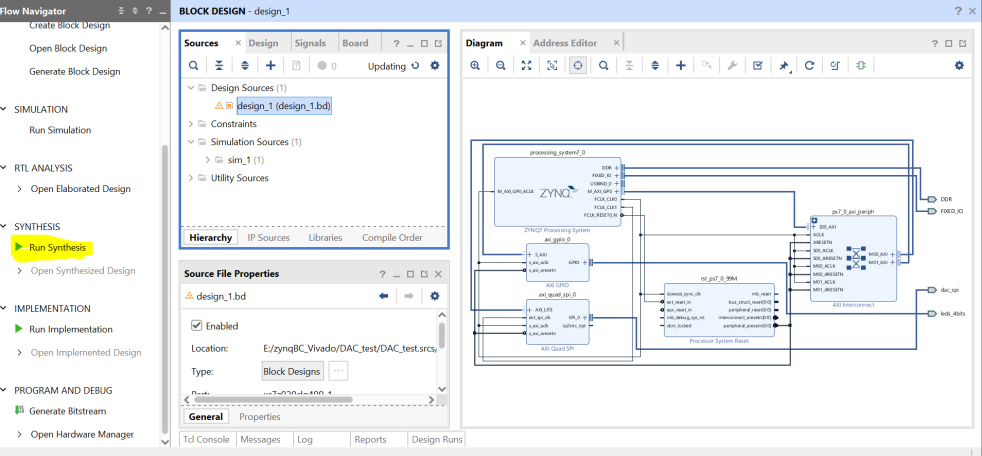 Flow Navigator
? _
BLOCK DESIGN - design_1
? ×
Create Block Design
Open Block Design
Generate Block Design
SIMULATION
Run Simulation
RTL ANALYSIS
Open Elaborated Design
SYNTHESIS
Run Synthesis
Open Synthesized Design
IMPLEMENTATION
Run Implementation
Open Implemented Design
PROGRAM AND DEBUG
Generate Bitstream
Open Hardware Manager
Sources × Design Signals Board ? _
0 Updating
Design Sources (1)
design_1 (design_1.bd)
Constraints
Simulation Sources (1)
sim_1 (1)
Utility Sources
Hierarchy IP Sources Libraries Compile Order
Source File Properties ? _ ×
design_1.bd
Enabled
Location: E:/zynqBC_Vivado/DAC_test/DAC_test.srcs/
Type: Block Designs ...
General Properties
Tcl Console Messages Log Reports Design Runs
Diagram × Address Editor × ?
processing_system7_0
DDR
FIXED_IO
USBIND_0
M_AXI_GP0_ACLK
ZYNQ
M_AXI_GP0
FCLK_CLK0
FCLK_CLK1
FCLK_RESET0_N
ZYNQ7 Processing System
axi_gpio_0
S_AXI
s_axi_aclk
GPIO
s_axi_aresetn
AXI GPIO
axi_quad_spi_0
AXI_LITE
ext_spi_clk
SPI_0
s_axi_aclk
ip2intc_irpt
s_axi_aresetn
AXI Quad SPI
rst_ps7_0_99M
slowest_sync_clk
mb_reset
ext_reset_in
bus_struct_reset[0:0]
aux_reset_in
peripheral_reset[0:0]
mb_debug_sys_rst
interconnect_aresetn[0:0]
dcm_locked
peripheral_aresetn[0:0]
Processor System Reset
ps7_0_axi_periph
S00_AXI
ACLK
ARESETN
S00_ACLK
M00_AXI
S00_ARESETN
M01_AXI
M00_ACLK
M00_ARESETN
M01_ACLK
M01_ARESETN
AXI Interconnect
DDR
FIXED_IO
dac_spi
leds_4bits